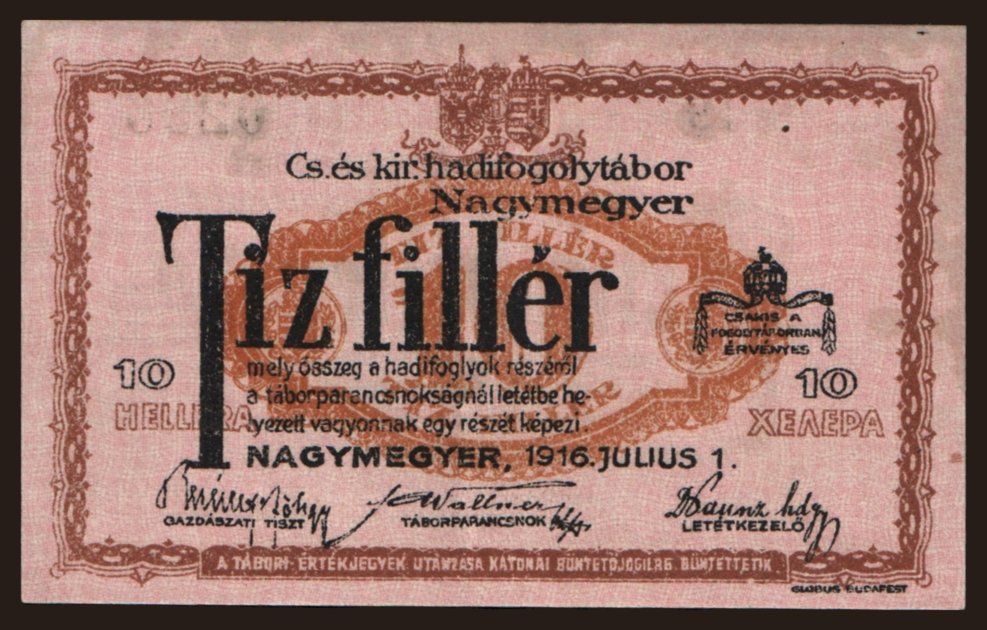 Cs. és kir. hadifogolytábor
Nagymegyer
Tiz fillér
CSAKIS A
FOGOLYTÁBORBAN
ÉRVÉNYES
10
HELLERA
10
ХЕЛЕРА
mely összeg a hadifoglyok részéről
a táborparancsnokságnál letétbe he-
lyezett vagyonnak egy részét képezi.
NAGYMEGYER, 1916. JULIUS 1.
GAZDÁSZATI TISZT
Wallner
TÁBORPARANCSNOK
LETÉTKEZELŐ
A TÁBORI ÉRTÉKJEGYEK UTÁNZÁSA KATONAI BÜNTETŐJOGILAG BÜNTETTETIK
GLOBUS BUDAPEST